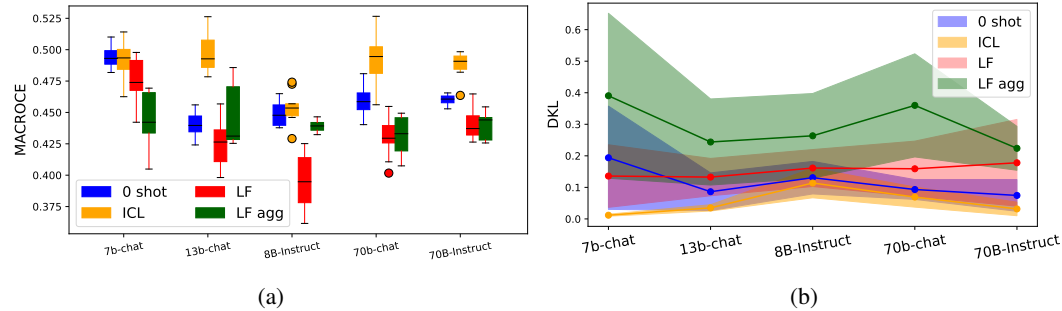 MACROCE
0.525
0.500
0.475
0.450
0.425
0.400
0.375
0 shot
ICL
LF
LF agg
7b-chat
13b-chat
8B-Instruct
70b-chat
70B-Instruct
(a)
DKL
0.6
0.5
0.4
0.3
0.2
0.1
0.0
0 shot
ICL
LF
LF agg
7b-chat
13b-chat
8B-Instruct
70b-chat
70B-Instruct
(b)